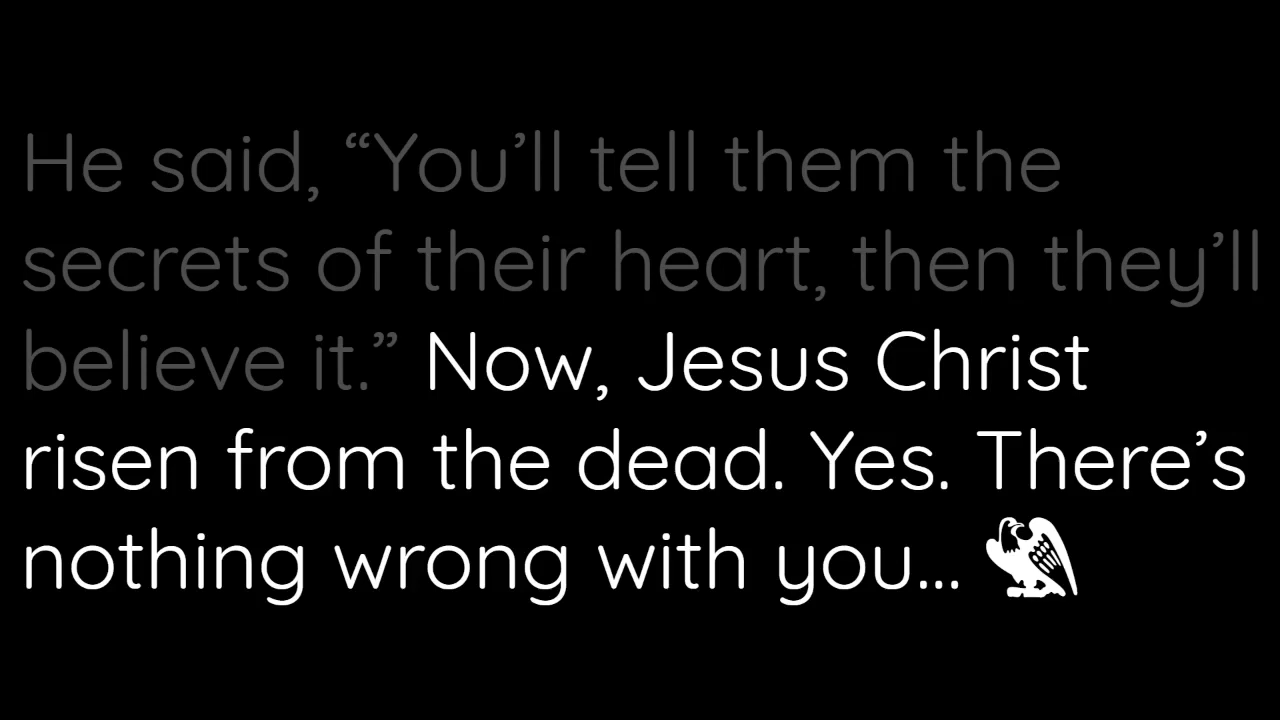 He said, “You’ll tell them the
secrets of their heart, then they’ll
believe it.” Now, Jesus Christ
risen from the dead. Yes. There’s
nothing wrong with you...